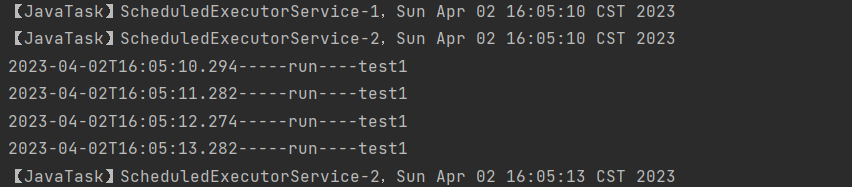 【JavaTask】ScheduledExecutorService-1，Sun Apr 02 16:05:10 CST 2023
【JavaTask】ScheduledExecutorService-2，Sun Apr 02 16:05:10 CST 2023
2023-04-02T16:05:10.294-----run----test1
2023-04-02T16:05:11.282-----run----test1
2023-04-02T16:05:12.274-----run----test1
2023-04-02T16:05:13.282-----run----test1
【JavaTask】ScheduledExecutorService-2，Sun Apr 02 16:05:13 CST 2023